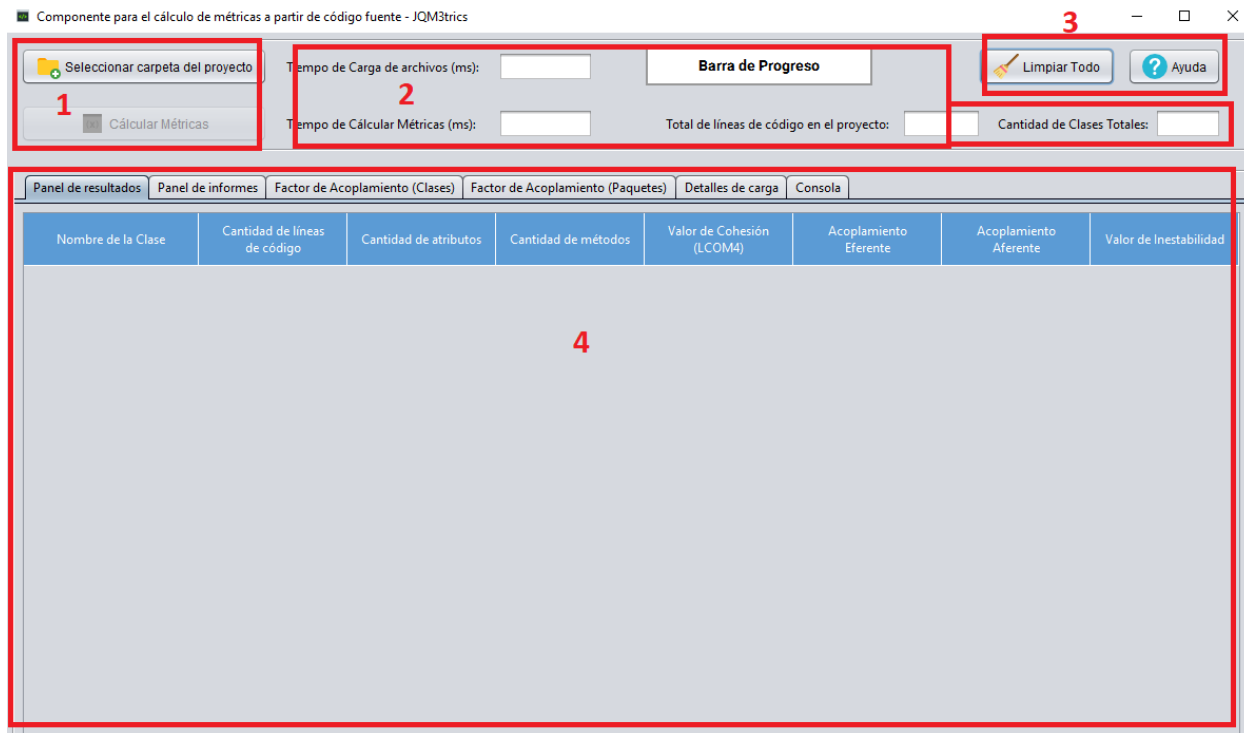 Componente para el cálculo de métricas a partir de código fuente - JQM3trics
3
Seleccionar carpeta del proyecto
Tiempo de Carga de archivos (ms):
Barra de Progreso
Limpiar Todo
Ayuda
1
2
Cálcular Métricas
Tiempo de Cálcular Métricas (ms):
Total de líneas de código en el proyecto:
Cantidad de Clases Totales:
Panel de resultados
Panel de informes
Factor de Acoplamiento (Clases)
Factor de Acoplamiento (Paquetes)
Detalles de carga
Consola
Nombre de la Clase
Cantidad de líneas
de código
Cantidad de atributos
Cantidad de métodos
Valor de Cohesión
(LCOM4)
Acoplamiento
Eferente
Acoplamiento
Aferente
Valor de Inestabilidad
4